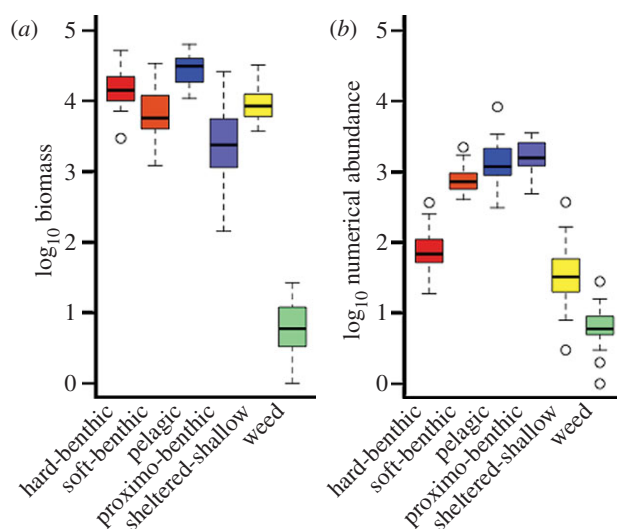 (a)
5
4
3
2
1
0
log10 biomass
hard-benthic
soft-benthic
pelagic
proximo-benthic
sheltered-shallow
weed
(b)
5
4
3
2
1
0
log10 numerical abundance
hard-benthic
soft-benthic
pelagic
proximo-benthic
sheltered-shallow
weed